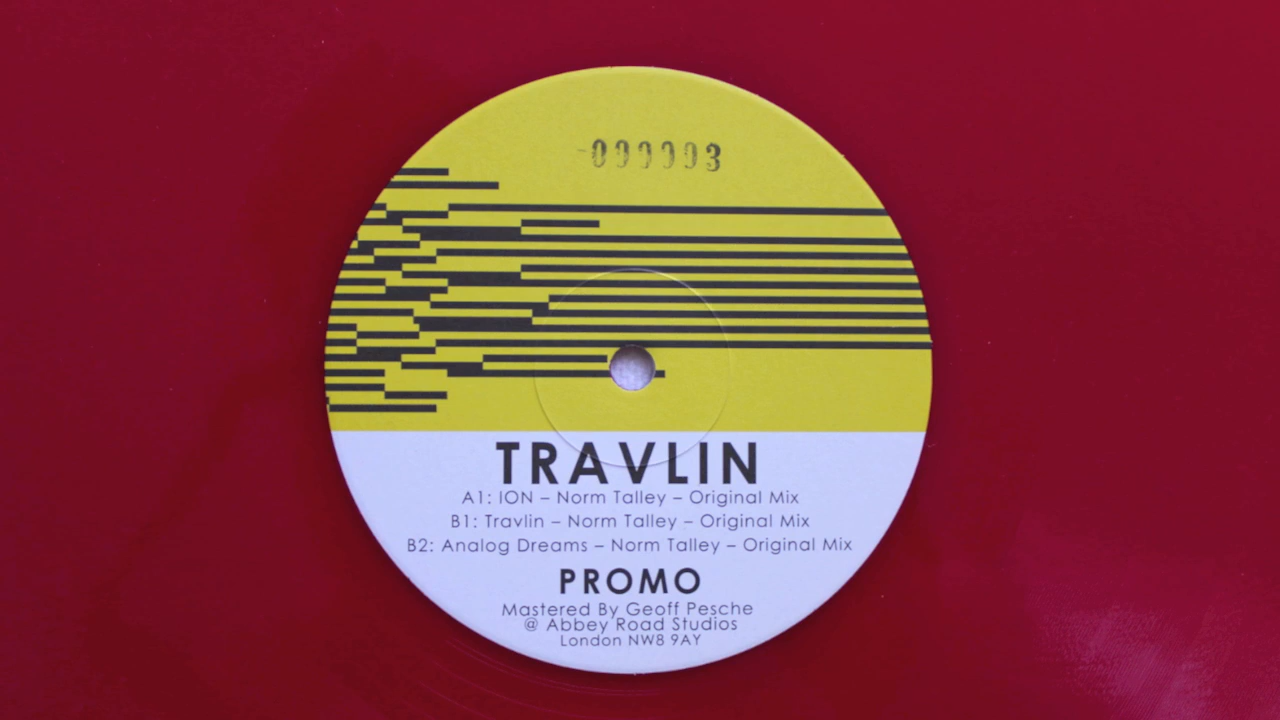 000003
TRAVLIN
A1: ION – Norm Talley – Original Mix
B1: Travlin – Norm Talley – Original Mix
B2: Analog Dreams – Norm Talley – Original Mix
PROMO
Mastered By Geoff Pesche
@ Abbey Road Studios
London NW8 9AY